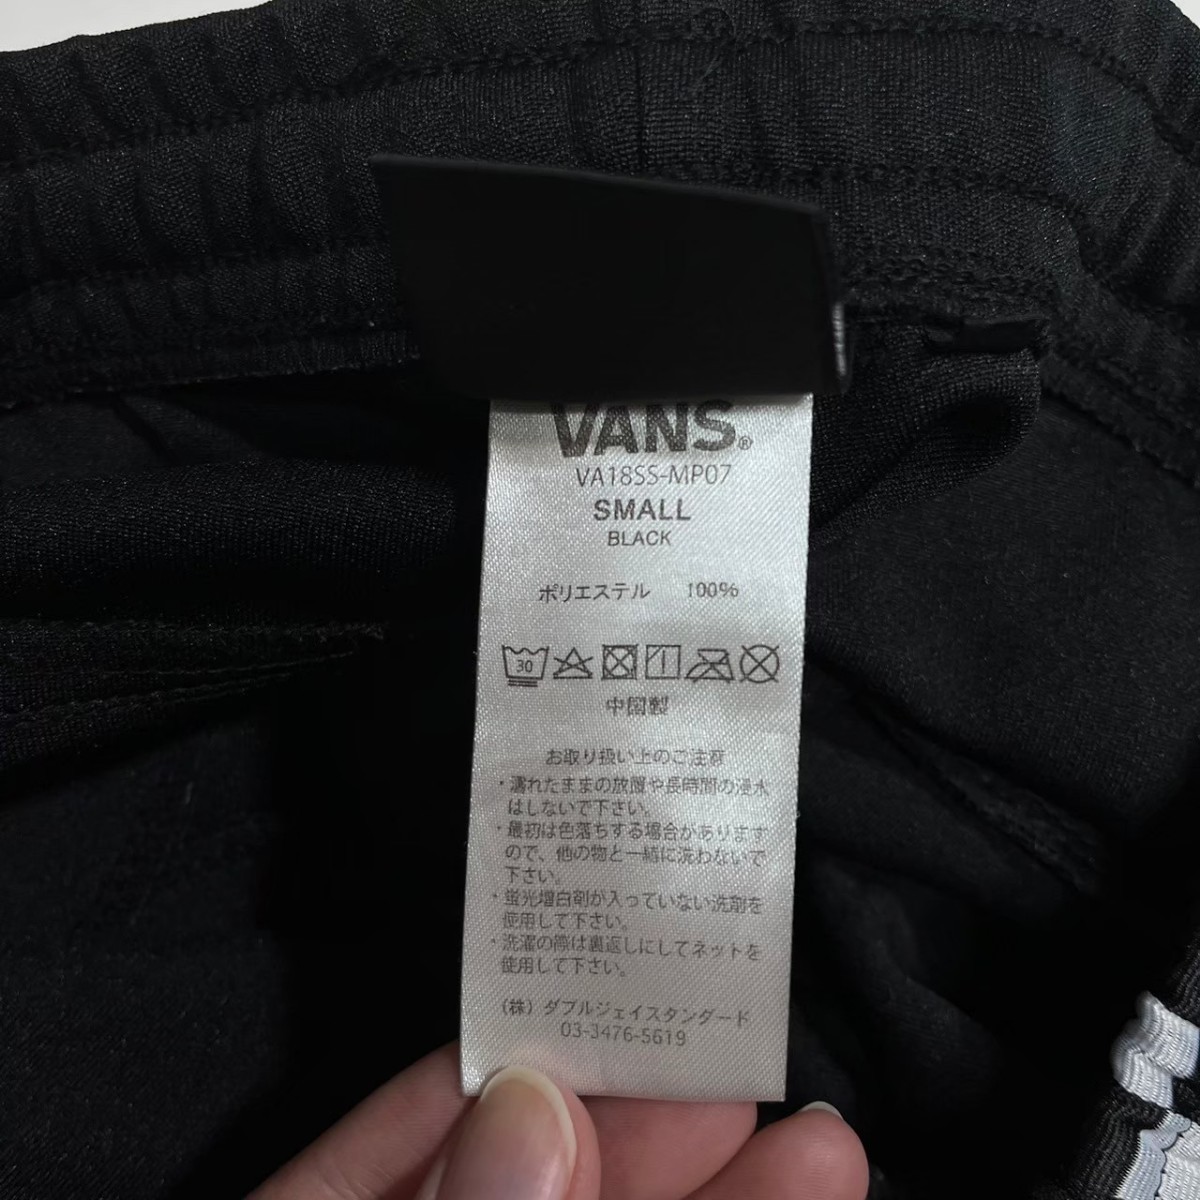 VANS®
VA18SS-MP07
SMALL
BLACK
ポリエステル 100%
30
中国製
お取り扱い上のご注意
・濡れたままの放置や長時間の浸水
はしないで下さい。
・最初は色落ちする場合があります
ので、他の物と一緒に洗わないで
下さい。
・蛍光増白剤が入っていない洗剤を
使用して下さい。
・洗濯の際は裏返しにしてネットを
使用して下さい。
(株)ダブルジェイスタンダード
03-3476-5619